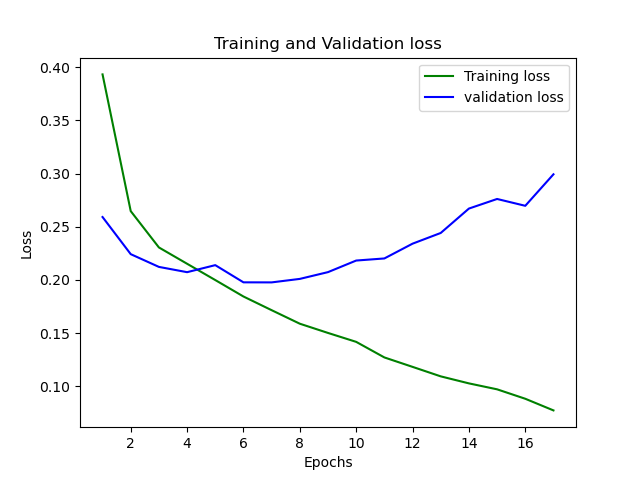 Training and Validation loss
Training loss
validation loss
0.40
0.35
0.30
0.25
0.20
0.15
0.10
Loss
2 4 6 8 10 12 14 16
Epochs